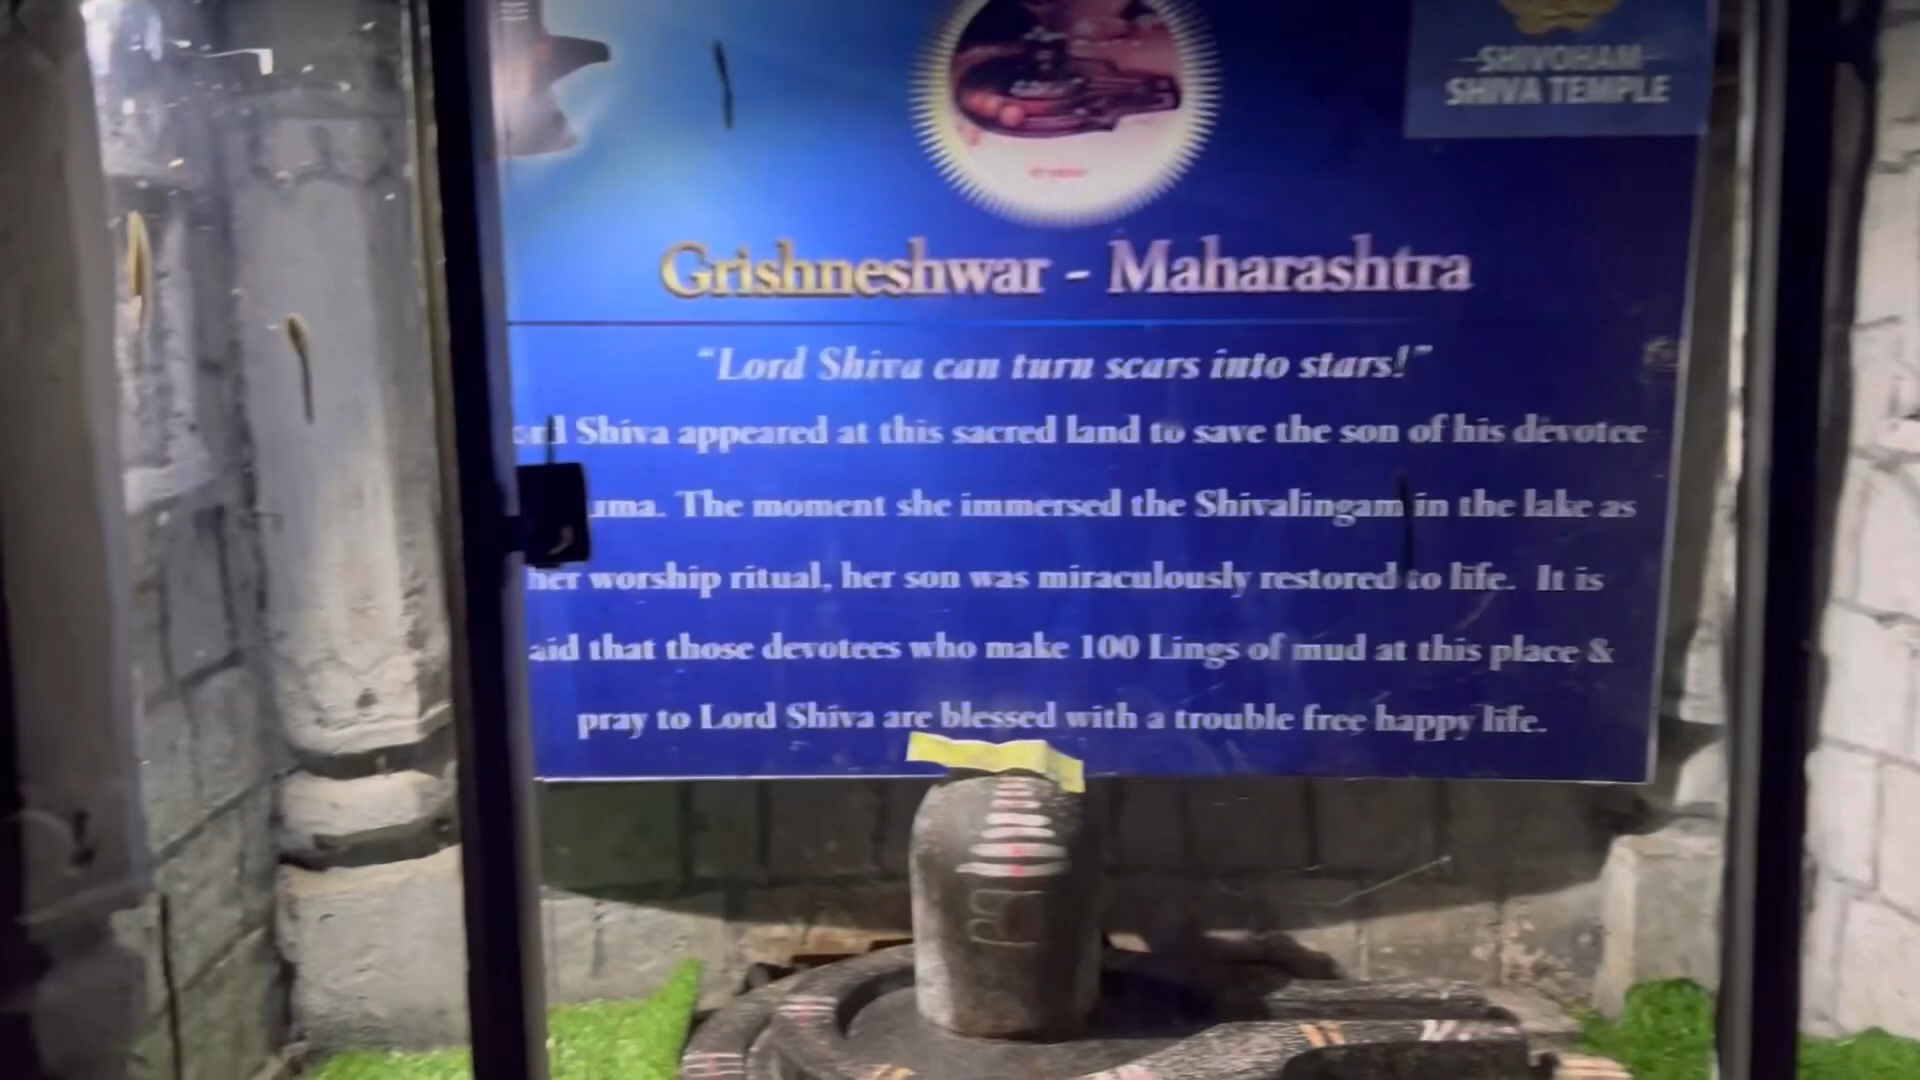 SHIVOHAM
SHIVA TEMPLE
Grishneshwar - Maharashtra
"Lord Shiva can turn scars into stars!"
Shiva appeared at this sacred land to save the son of his devotee
The moment she immersed the Shivalingam in the lake as
her worship ritual, her son was miraculously restored to life. It is
that those devotees who make 100 Lings of mud at this place &
pray to Lord Shiva are blessed with a trouble free happy life.